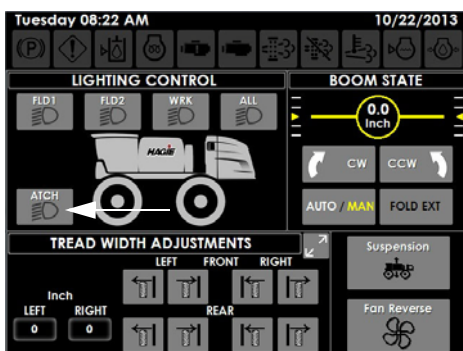 Tuesday 08:22 AM 10/22/2013
LIGHTING CONTROL
FLD1 FLD2 WRK ALL
HAGIE
ATCH
BOOM STATE
0.0
Inch
CW CCW
AUTO / MAN FOLD EXT
TREAD WIDTH ADJUSTMENTS
LEFT FRONT RIGHT
Inch
LEFT RIGHT
0 0
REAR
Suspension
Fan Reverse